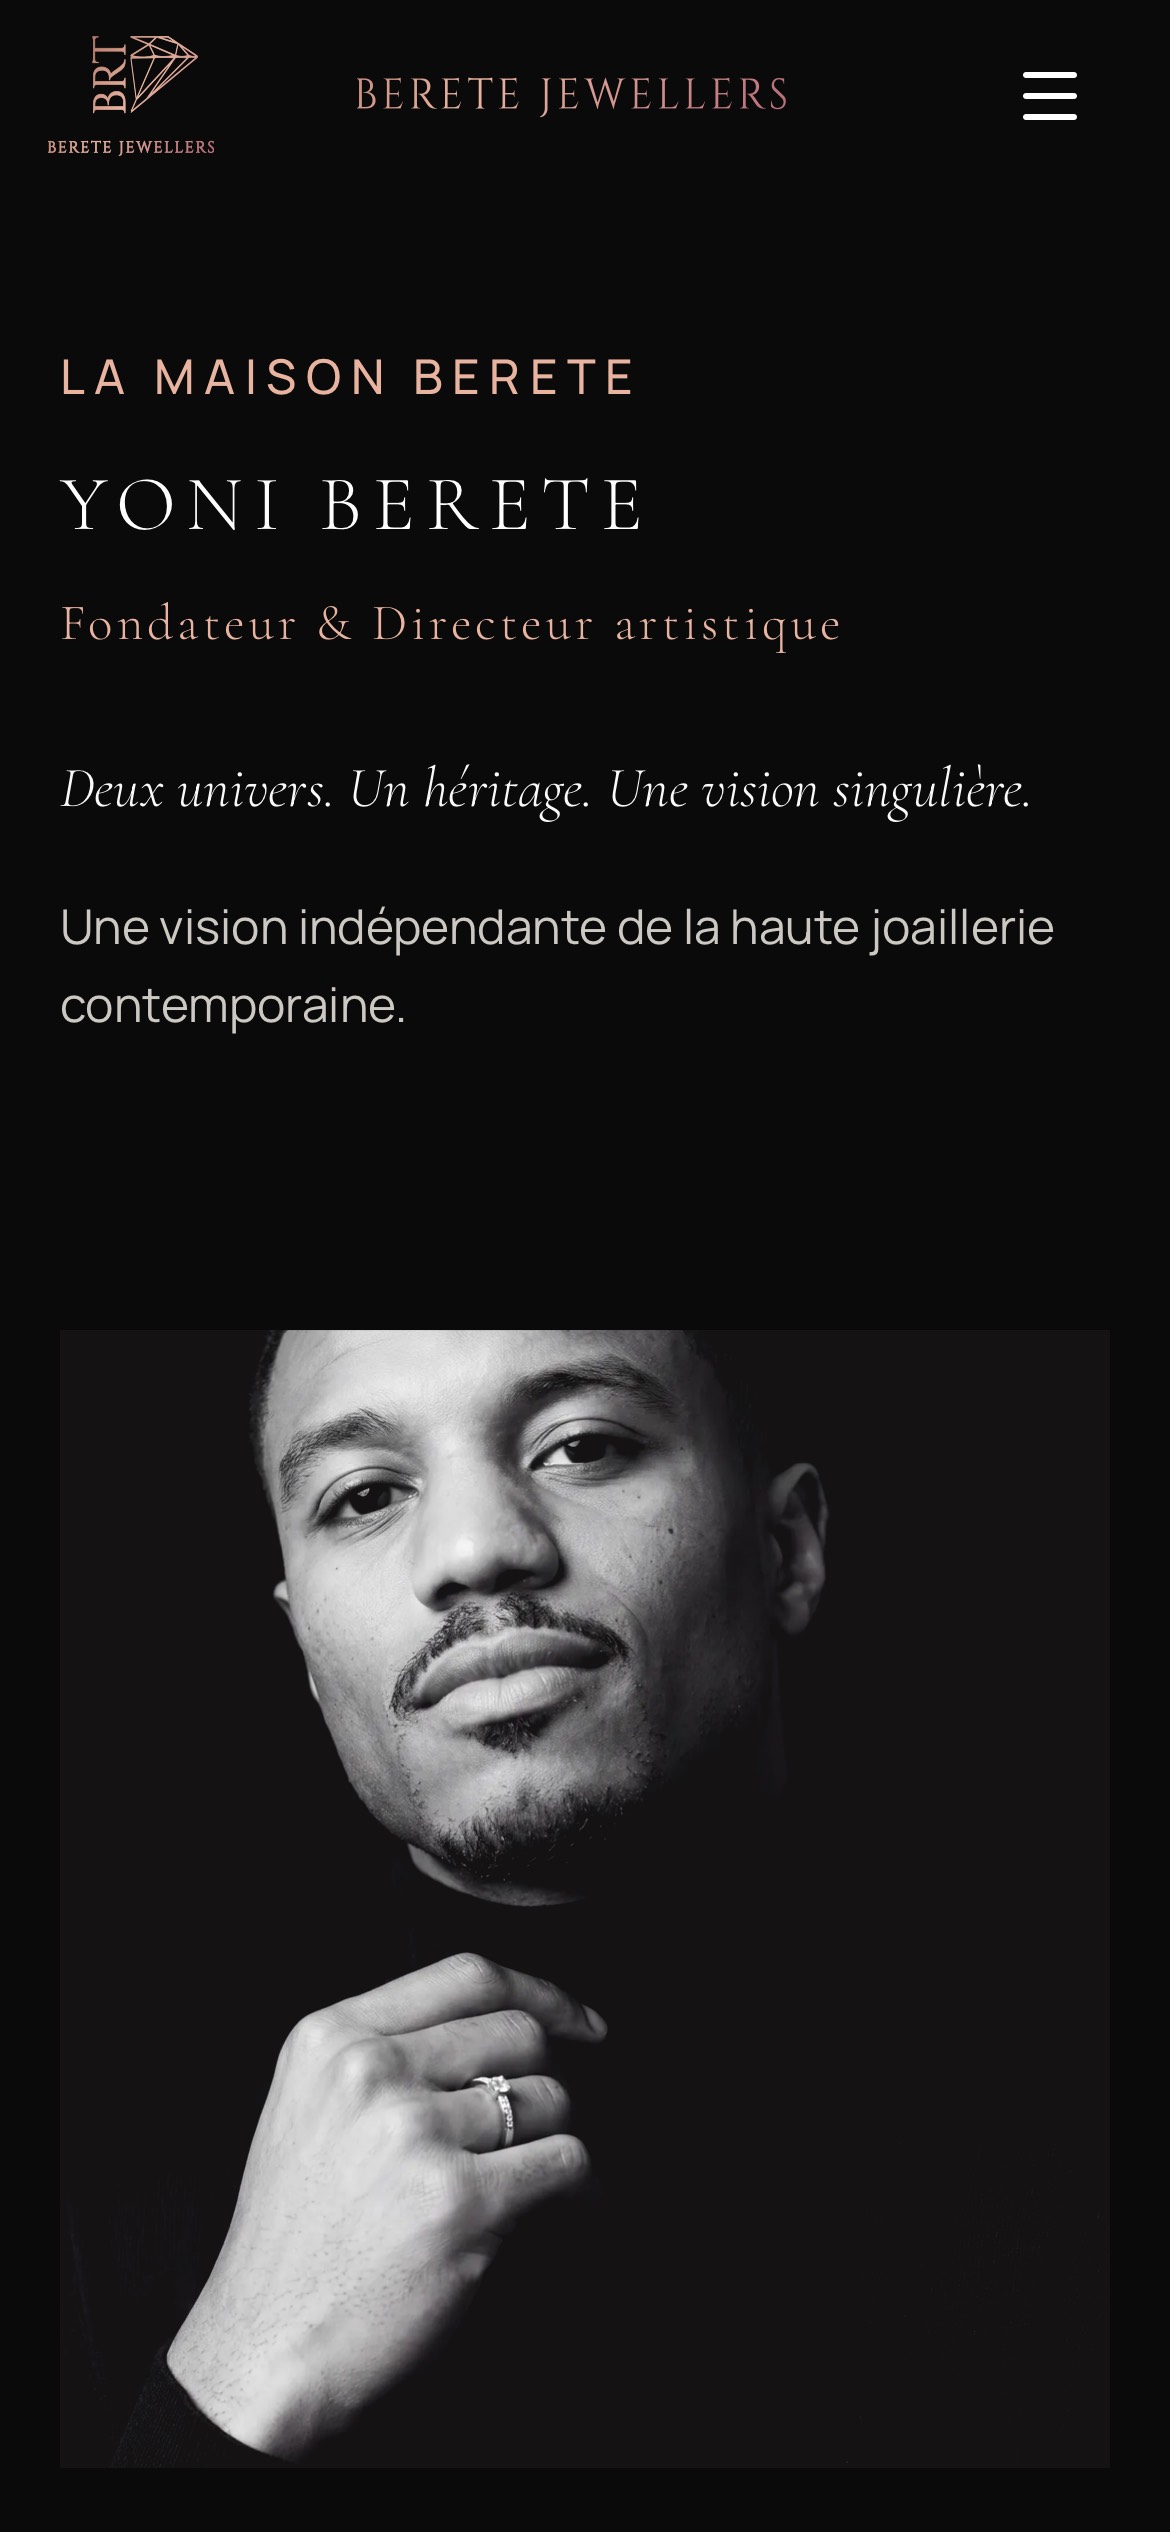 BRT
BERETE JEWELLERS
BERETE JEWELLERS
LA MAISON BERETE
YONI BERETE
Fondateur & Directeur artistique
Deux univers. Un héritage. Une vision singulière.
Une vision indépendante de la haute joaillerie
contemporaine.